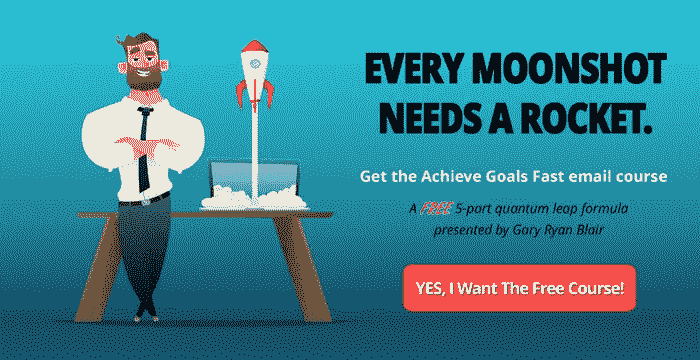 EVERY MOONSHOT
NEEDS A ROCKET.
Get the Achieve Goals Fast email course
A FREE 5-part quantum leap formula
presented by Gary Ryan Blair
YES, I Want The Free Course!